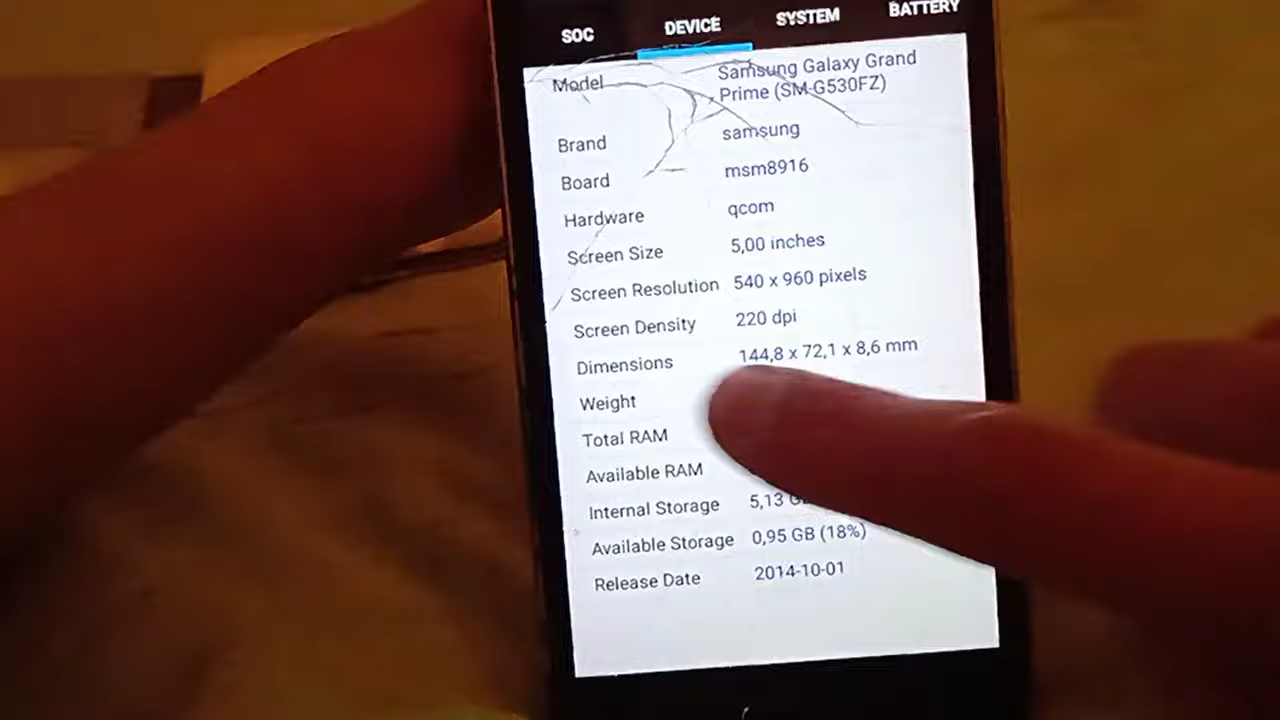 SOC DEVICE SYSTEM BATTERY
Model Samsung Galaxy Grand
Prime (SM-G530FZ)
Brand samsung
Board msm8916
Hardware qcom
Screen Size 5,00 inches
Screen Resolution 540 x 960 pixels
Screen Density 220 dpi
Dimensions 144,8 x 72,1 x 8,6 mm
Weight
Total RAM
Available RAM
Internal Storage 5,13
Available Storage 0,95 GB (18%)
Release Date 2014-10-01